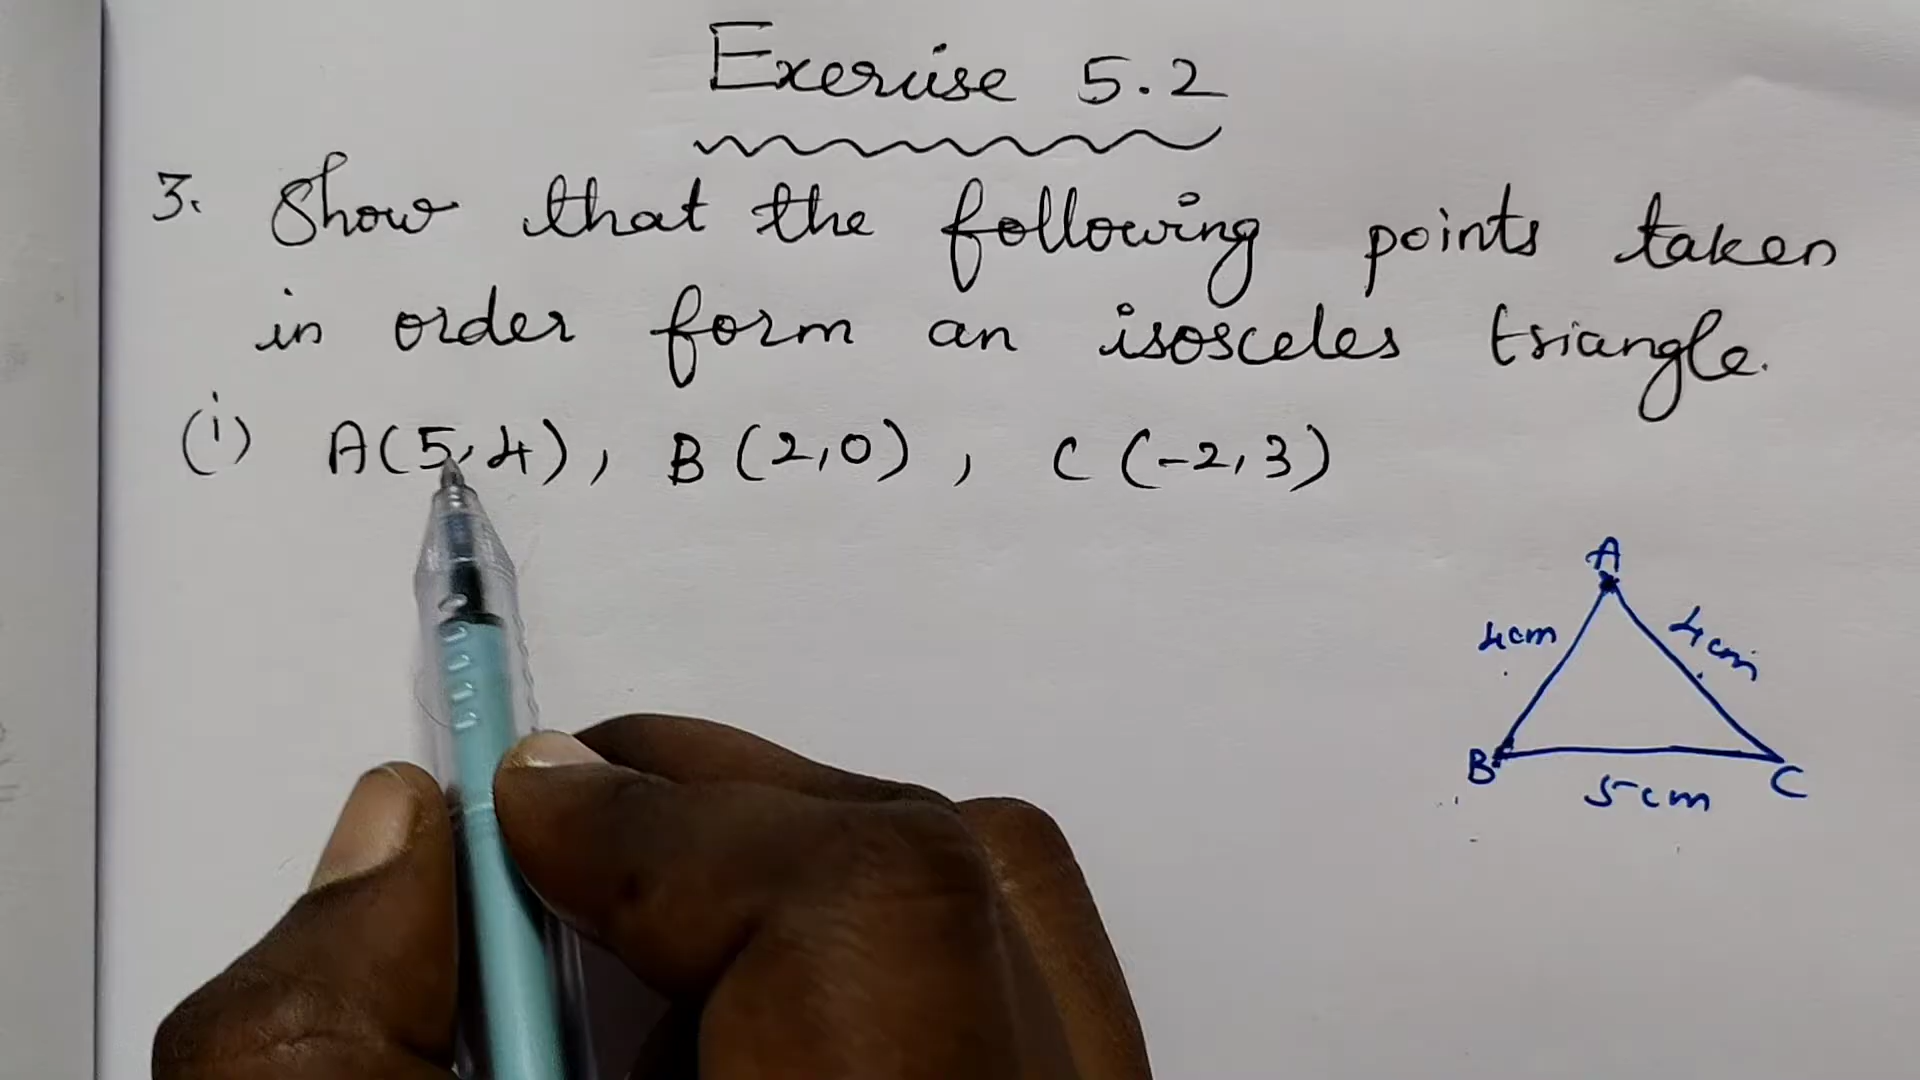 Exercise 5.2
3. Show that the following points taken
in order form an isosceles triangle.
(i) A(5,4), B(2,0), C(-2,3)
A
4cm
4cm
B
C
5cm